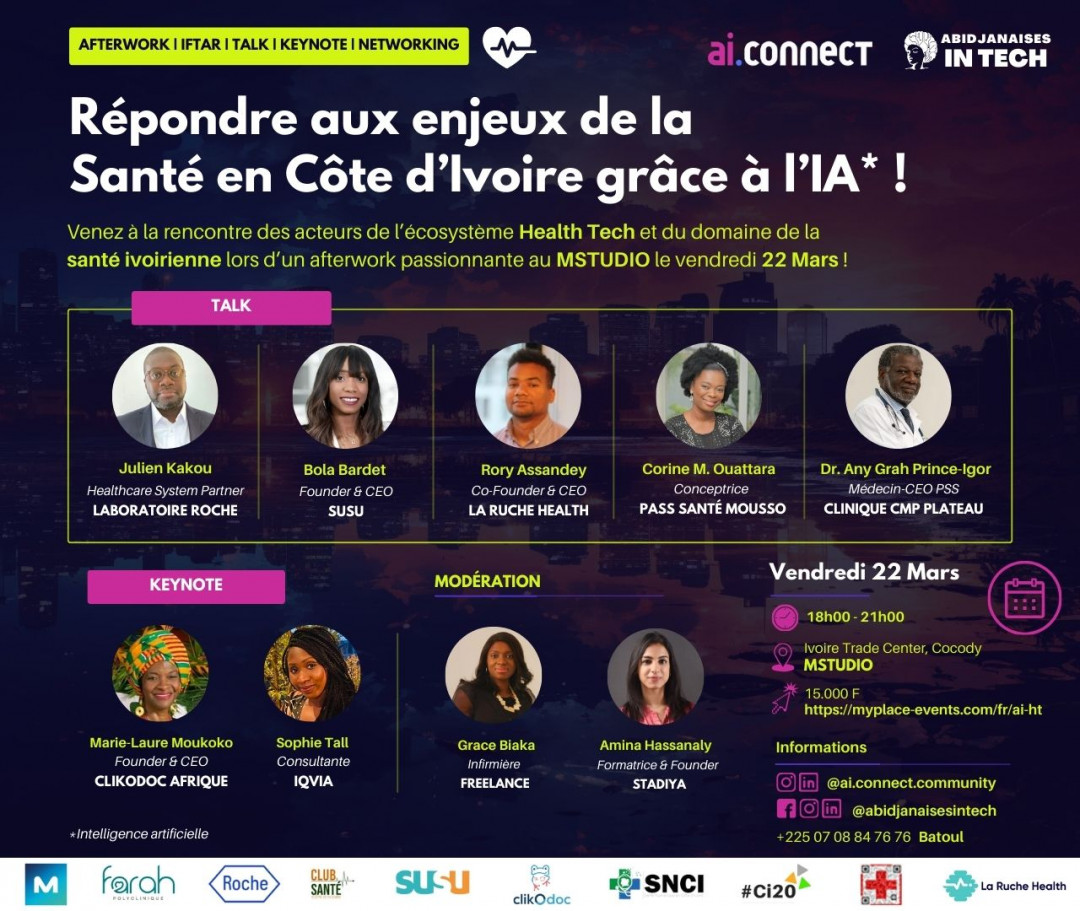 AFTERWORK | IFTAR | TALK | KEYNOTE | NETWORKING
ai.connect
ABIDJANAISES
IN TECH
Répondre aux enjeux de la
Santé en Côte d'Ivoire grâce à l'IA* !
Venez à la rencontre des acteurs de l'écosystème Health Tech et du domaine de la
santé ivoirienne lors d'un afterwork passionnante au MSTUDIO le vendredi 22 Mars !
TALK
Julien Kakou
Healthcare System Partner
LABORATOIRE ROCHE
Bola Bardet
Founder & CEO
SUSU
Rory Assandey
Co-Founder & CEO
LA RUCHE HEALTH
Corine M. Ouattara
Conceptrice
PASS SANTÉ MOUSSO
Dr. Any Grah Prince-Igor
Médecin-CEO PSS
CLINIQUE CMP PLATEAU
KEYNOTE
Marie-Laure Moukoko
Founder & CEO
CLIKODOC AFRIQUE
Sophie Tall
Consultante
IQVIA
MODÉRATION
Grace Biaka
Infirmière
FREELANCE
Amina Hassanaly
Formatrice & Founder
STADIYA
Vendredi 22 Mars
18h00 - 21h00
Ivoire Trade Center, Cocody
MSTUDIO
15.000 F
https://myplace-events.com/fr/ai-ht
Informations
@ai.connect.community
@abidjanaisesintech
+225 07 08 84 76 76 Batoul
*Intelligence artificielle
M
farah
POLYCLINIQUE
Roche
CLUB
SANTÉ
SUSU
clikOdoc
SNCI
#Ci20
La Ruche Health